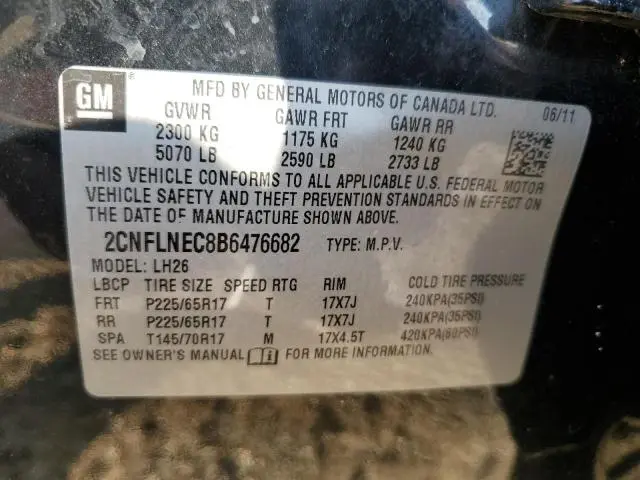 GM ®
MFD BY GENERAL MOTORS OF CANADA LTD. 06/11
GVWR GAWR FRT GAWR RR
2300 KG 1175 KG 1240 KG
5070 LB 2590 LB 2733 LB
THIS VEHICLE CONFORMS TO ALL APPLICABLE U.S. FEDERAL MOTOR
VEHICLE SAFETY AND THEFT PREVENTION STANDARDS IN EFFECT ON
THE DATE OF MANUFACTURE SHOWN ABOVE.
2CNFLNEC8B6476682 TYPE: M.P.V.
MODEL: LH26
LBCP TIRE SIZE SPEED RTG RIM COLD TIRE PRESSURE
FRT P225/65R17 T 17X7J 240KPA(35PSI)
RR P225/65R17 T 17X7J 240KPA(35PSI)
SPA T145/70R17 M 17X4.5T 420KPA(60PSI)
SEE OWNER'S MANUAL i FOR MORE INFORMATION.